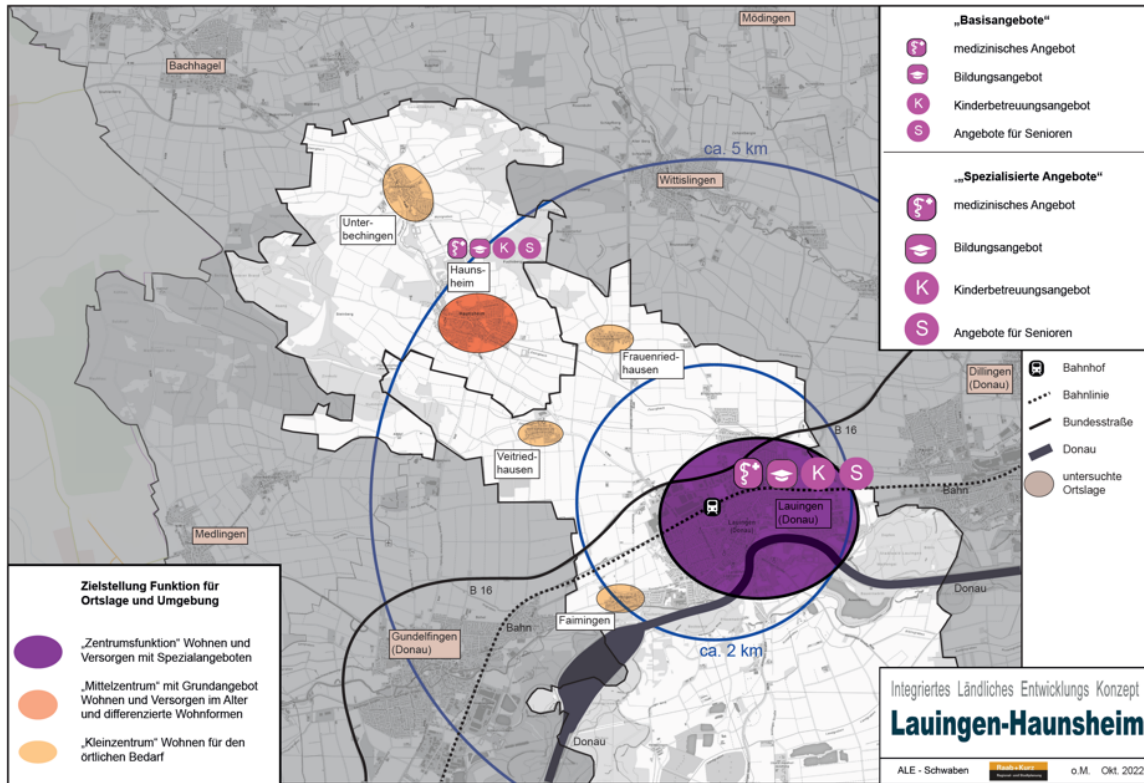 Mödingen
Bachhagel
ca. 5 km
Wittislingen
Unter-
bechingen
K
S
Hauns-
heim
Frauenried-
hausen
Veitried-
hausen
Medlingen
B 16
B 16
Dillingen
(Donau)
Bahn
K
S
Lauingen
(Donau)
Lauingen
(Donau)
Donau
Faimingen
Gundelfingen
(Donau)
Bahn
ca. 2 km
Donau
„Basisangebote“
medizinisches Angebot
Bildungsangebot
K Kinderbetreuungsangebot
S Angebote für Senioren
„"Spezialisierte Angebote“
medizinisches Angebot
Bildungsangebot
K Kinderbetreuungsangebot
S Angebote für Senioren
Bahnhof
Bahnlinie
Bundesstraße
Donau
untersuchte
Ortslage
Zielstellung Funktion für
Ortslage und Umgebung
„Zentrumsfunktion“ Wohnen und
Versorgen mit Spezialangeboten
„Mittelzentrum“ mit Grundangebot
Wohnen und Versorgen im Alter
und differenzierte Wohnformen
„Kleinzentrum“ Wohnen für den
örtlichen Bedarf
Integriertes Ländliches Entwicklungs Konzept
Lauingen-Haunsheim
ALE - Schwaben
Raab+Kurz
o.M. Okt. 2022